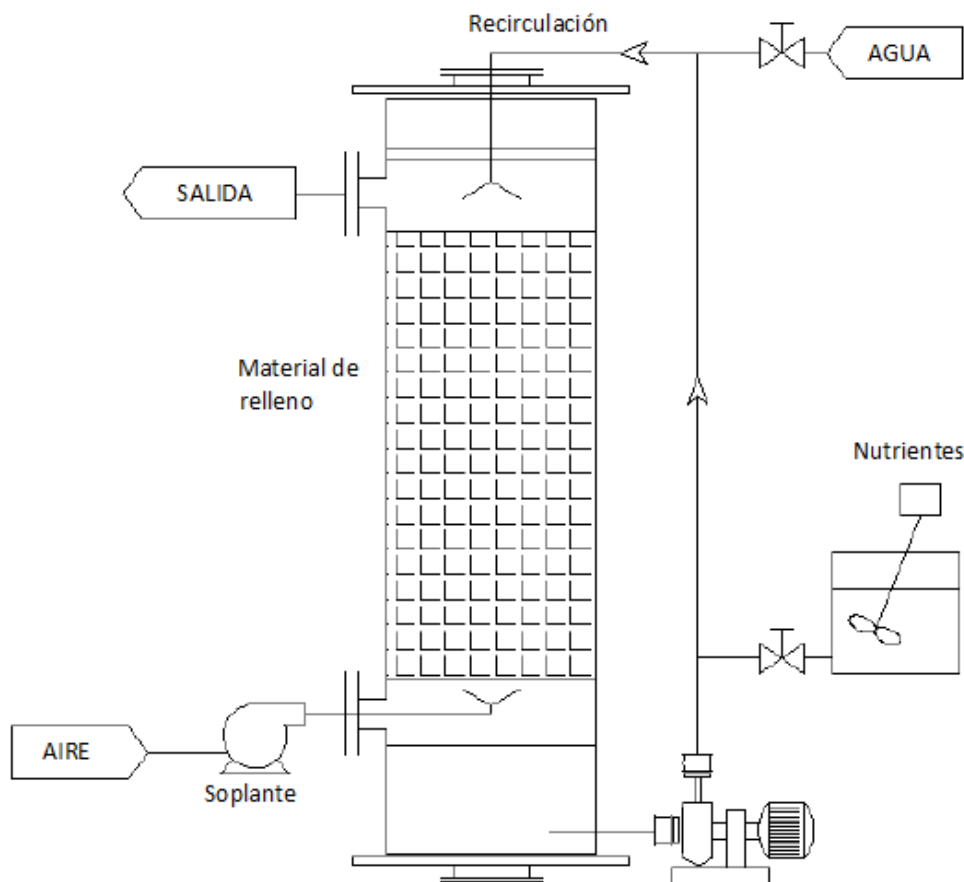 Recirculación
AGUA
SALIDA
Material de
relleno
Nutrientes
AIRE
Soplante